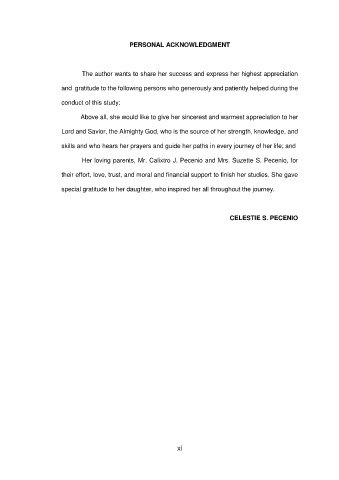 PERSONAL ACKNOWLEDGMENT
The author wants to share her success and express her highest appreciation
and gratitude to the following persons who generously and patiently helped during the
conduct of this study:
Above all, she would like to give her sincerest and warmest appreciation to her
Lord and Savior, the Almighty God, who is the source of her strength, knowledge, and
skills and who hears her prayers and guide her paths in every journey of her life; and
Her loving parents, Mr. Calixtro J. Pecenio and Mrs. Suzette S. Pecenio, for
their effort, love, trust, and moral and financial support to finish her studies. She gave
special gratitude to her daughter, who inspired her all throughout the journey.
CELESTIE S. PECENIO
xi